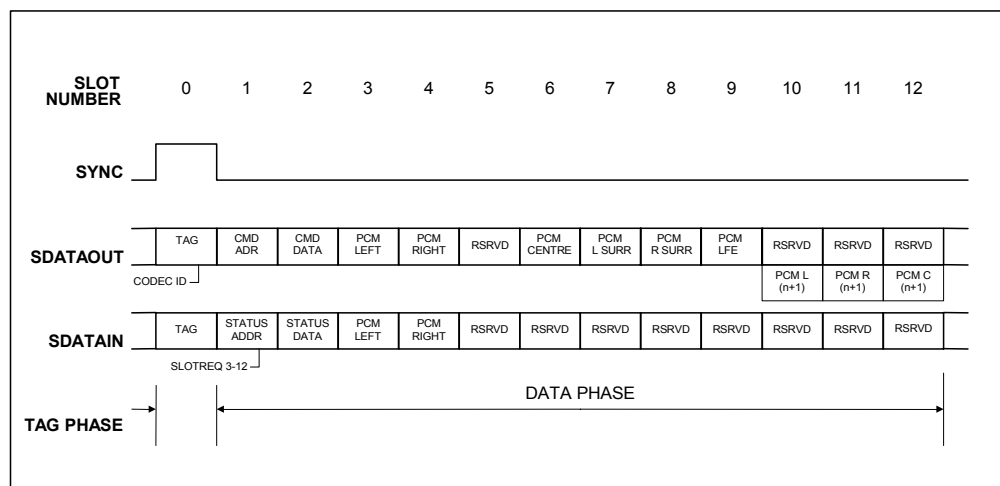 SLOT
NUMBER
0 1 2 3 4 5 6 7 8 9 10 11 12
SYNC
SDATAOUT
TAG
CMD
ADR
CMD
DATA
PCM
LEFT
PCM
RIGHT
RSRVD
PCM
CENTRE
PCM
L SURR
PCM
R SURR
PCM
LFE
RSRVD
RSRVD
RSRVD
CODEC ID
PCM L
(n+1)
PCM R
(n+1)
PCM C
(n+1)
SDATAIN
TAG
STATUS
ADDR
STATUS
DATA
PCM
LEFT
PCM
RIGHT
RSRVD
RSRVD
RSRVD
RSRVD
RSRVD
RSRVD
RSRVD
RSRVD
SLOTREQ 3-12
DATA PHASE
TAG PHASE